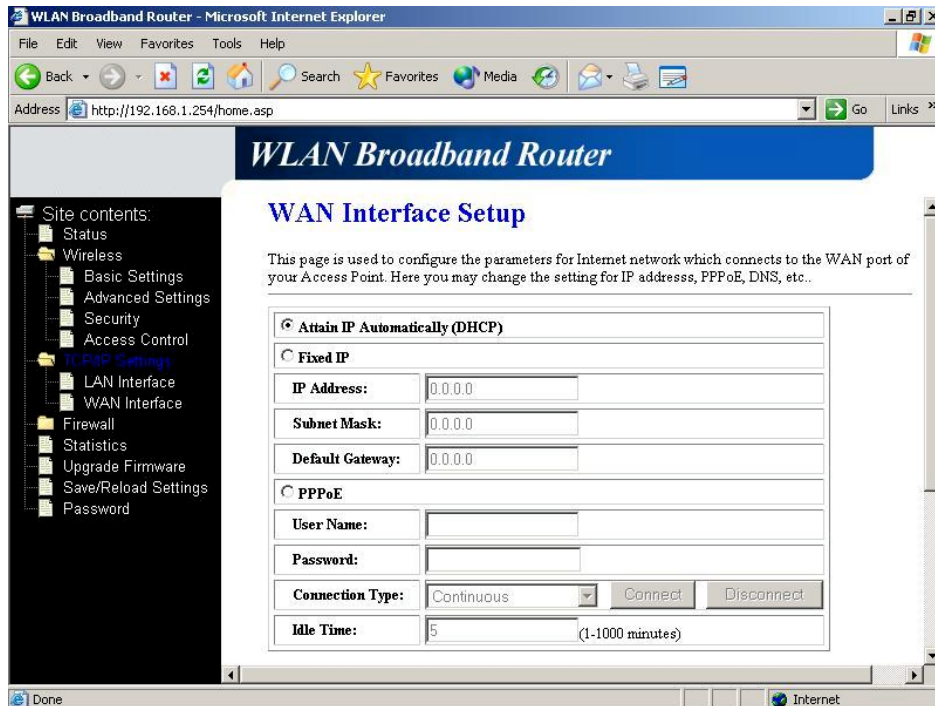 WLAN Broadband Router - Microsoft Internet Explorer
File Edit View Favorites Tools Help
Back Search Favorites Media
Address http://192.168.1.254/home.asp Go Links »
WLAN Broadband Router
Site contents:
Status
Wireless
Basic Settings
Advanced Settings
Security
Access Control
TCP/IP Settings
LAN Interface
WAN Interface
Firewall
Statistics
Upgrade Firmware
Save/Reload Settings
Password
WAN Interface Setup
This page is used to configure the parameters for Internet network which connects to the WAN port of
your Access Point. Here you may change the setting for IP addresss, PPPoE, DNS, etc..
Attain IP Automatically (DHCP)
Fixed IP
IP Address: 0.0.0.0
Subnet Mask: 0.0.0.0
Default Gateway: 0.0.0.0
PPPoE
User Name:
Password:
Connection Type: Continuous Connect Disconnect
Idle Time: 5 (1-1000 minutes)
Done Internet